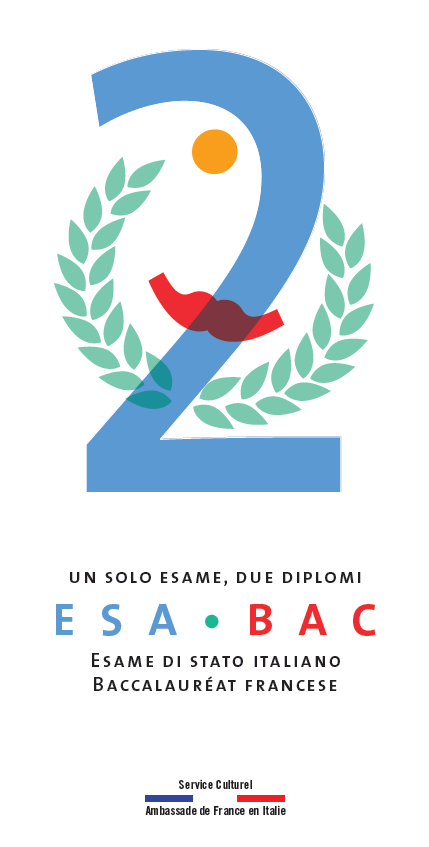 2
UN SOLO ESAME, DUE DIPLOMI
ESA • BAC
ESAME DI STATO ITALIANO
BACCALAURÉAT FRANCESE
Service Culturel
Ambassade de France en Italie